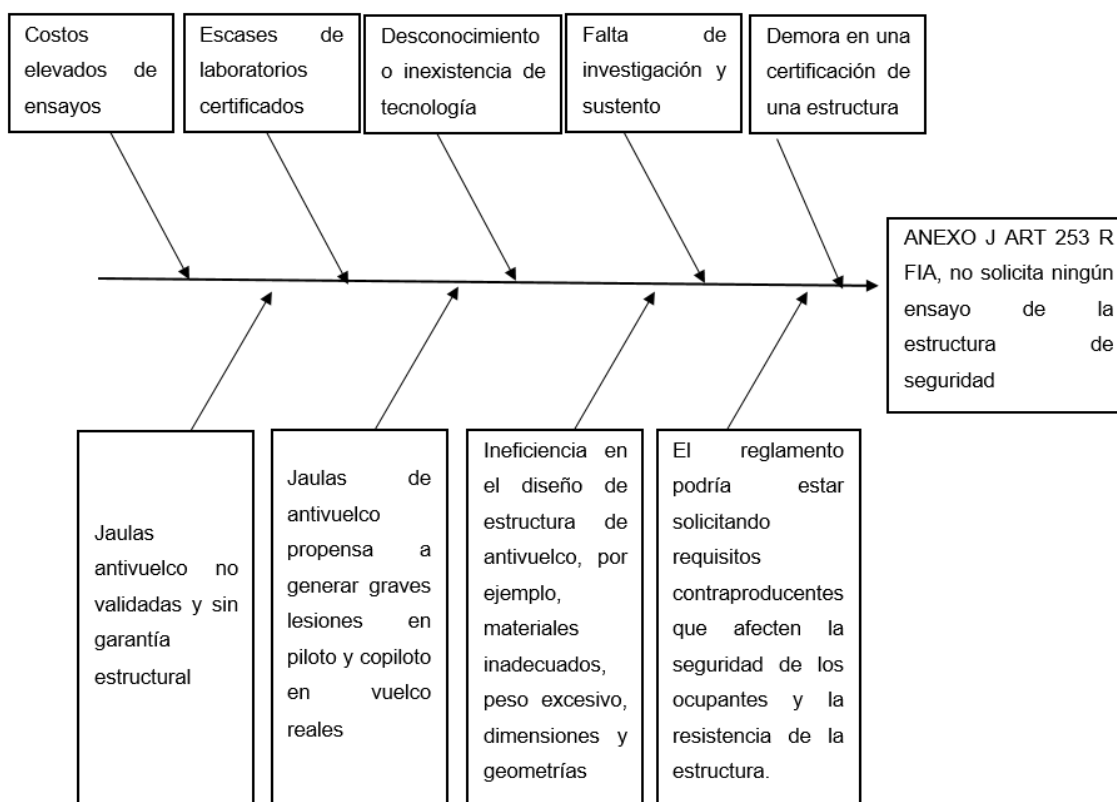 Costos
elevados de
ensayos
Escases de
laboratorios
certificados
Desconocimiento
o inexistencia de
tecnología
Falta de
investigación y
sustento
Demora en una
certificación de
una estructura
ANEXO J ART 253 R
FIA, no solicita ningún
ensayo de la
estructura de
seguridad
Jaulas
antivuelco no
validadas y sin
garantía
estructural
Jaulas de
antivuelco
propensa a
generar graves
lesiones en
piloto y copiloto
en vuelco
reales
Ineficiencia en
el diseño de
estructura de
antivuelco, por
ejemplo,
materiales
inadecuados,
peso excesivo,
dimensiones y
geometrías
El reglamento
podría estar
solicitando
requisitos
contraproducentes
que afecten la
seguridad de los
ocupantes y la
resistencia de la
estructura.